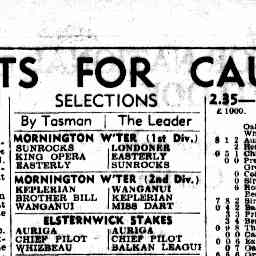 TS FOR CAU
SELECTIONS
By Tasman | The Leader
MORNINGTON W'TER (1st Div.)
SUNROCKS LONDONER
KING OPERA EASTERLY
EASTERLY SUNROCKS
MORNINGTON W'TER (2nd Div.)
KEPLERIAN WANGANUI
BROTHER BILL KEPLERIAN
WANGANUI MISS DART
ELSTERNWICK STAKES
AURIGA AURIGA
CHIEF PILOT CHIEF PILOT
WHIZBEAU BALKAN LEAGUE
2.35—
£1000.